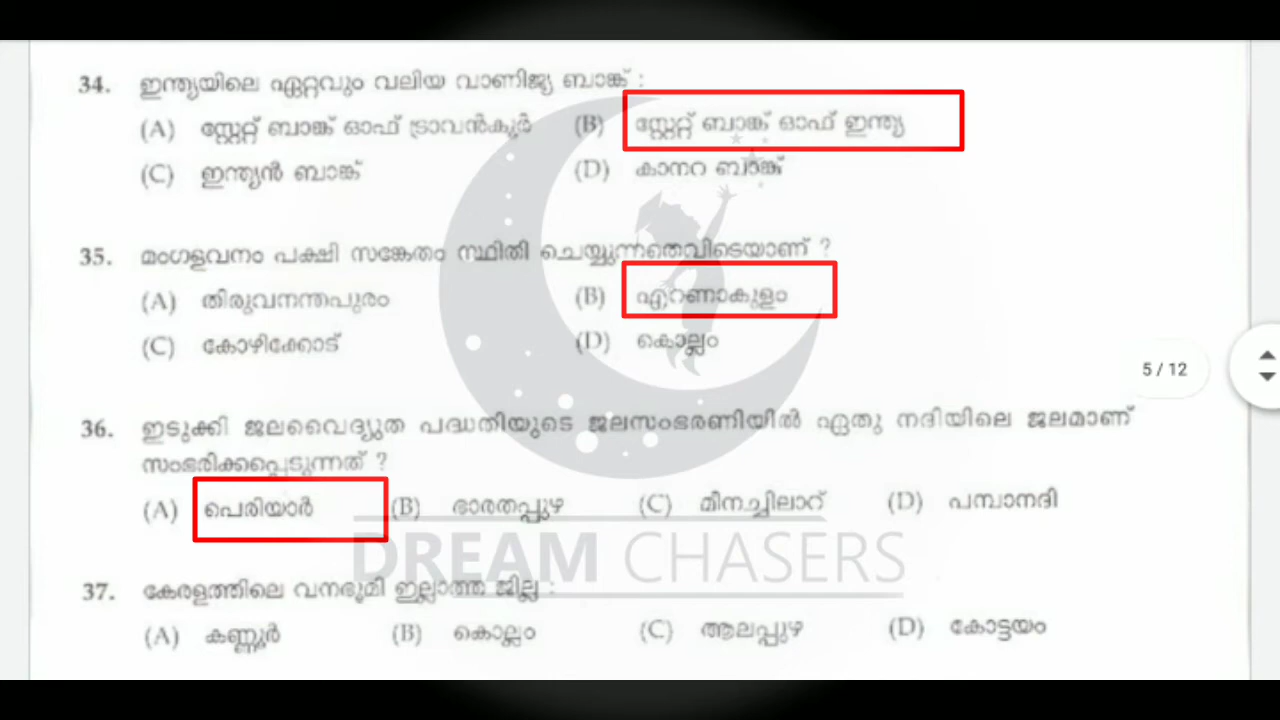 34. ഇന്ത്യയിലെ ഏറ്റവും വലിയ വാണിജ്യ ബാങ്ക് :
(A) സ്റ്റേറ്റ് ബാങ്ക് ഓഫ് ട്രാവൻകൂർ (B) സ്റ്റേറ്റ് ബാങ്ക് ഓഫ് ഇന്ത്യ
(C) ഇന്ത്യൻ ബാങ്ക് (D) കാനറ ബാങ്ക്
35. മംഗളവനം പക്ഷി സങ്കേതം സ്ഥിതി ചെയ്യുന്നതെവിടെയാണ് ?
(A) തിരുവനന്തപുരം (B) എറണാകുളം
(C) കോഴിക്കോട് (D) കൊല്ലം
5 / 12
36. ഇടുക്കി ജലവൈദ്യുത പദ്ധതിയുടെ ജലസംഭരണിയിൽ ഏതു നദിയിലെ ജലമാണ്
സംഭരിക്കപ്പെടുന്നത് ?
(A) പെരിയാർ (B) ഭാരതപ്പുഴ (C) മീനച്ചിലാറ് (D) പമ്പാനദി
DREAM CHASERS
37. കേരളത്തിലെ വനഭൂമി ഇല്ലാത്ത ജില്ല :
(A) കണ്ണൂർ (B) കൊല്ലം (C) ആലപ്പുഴ (D) കോട്ടയം